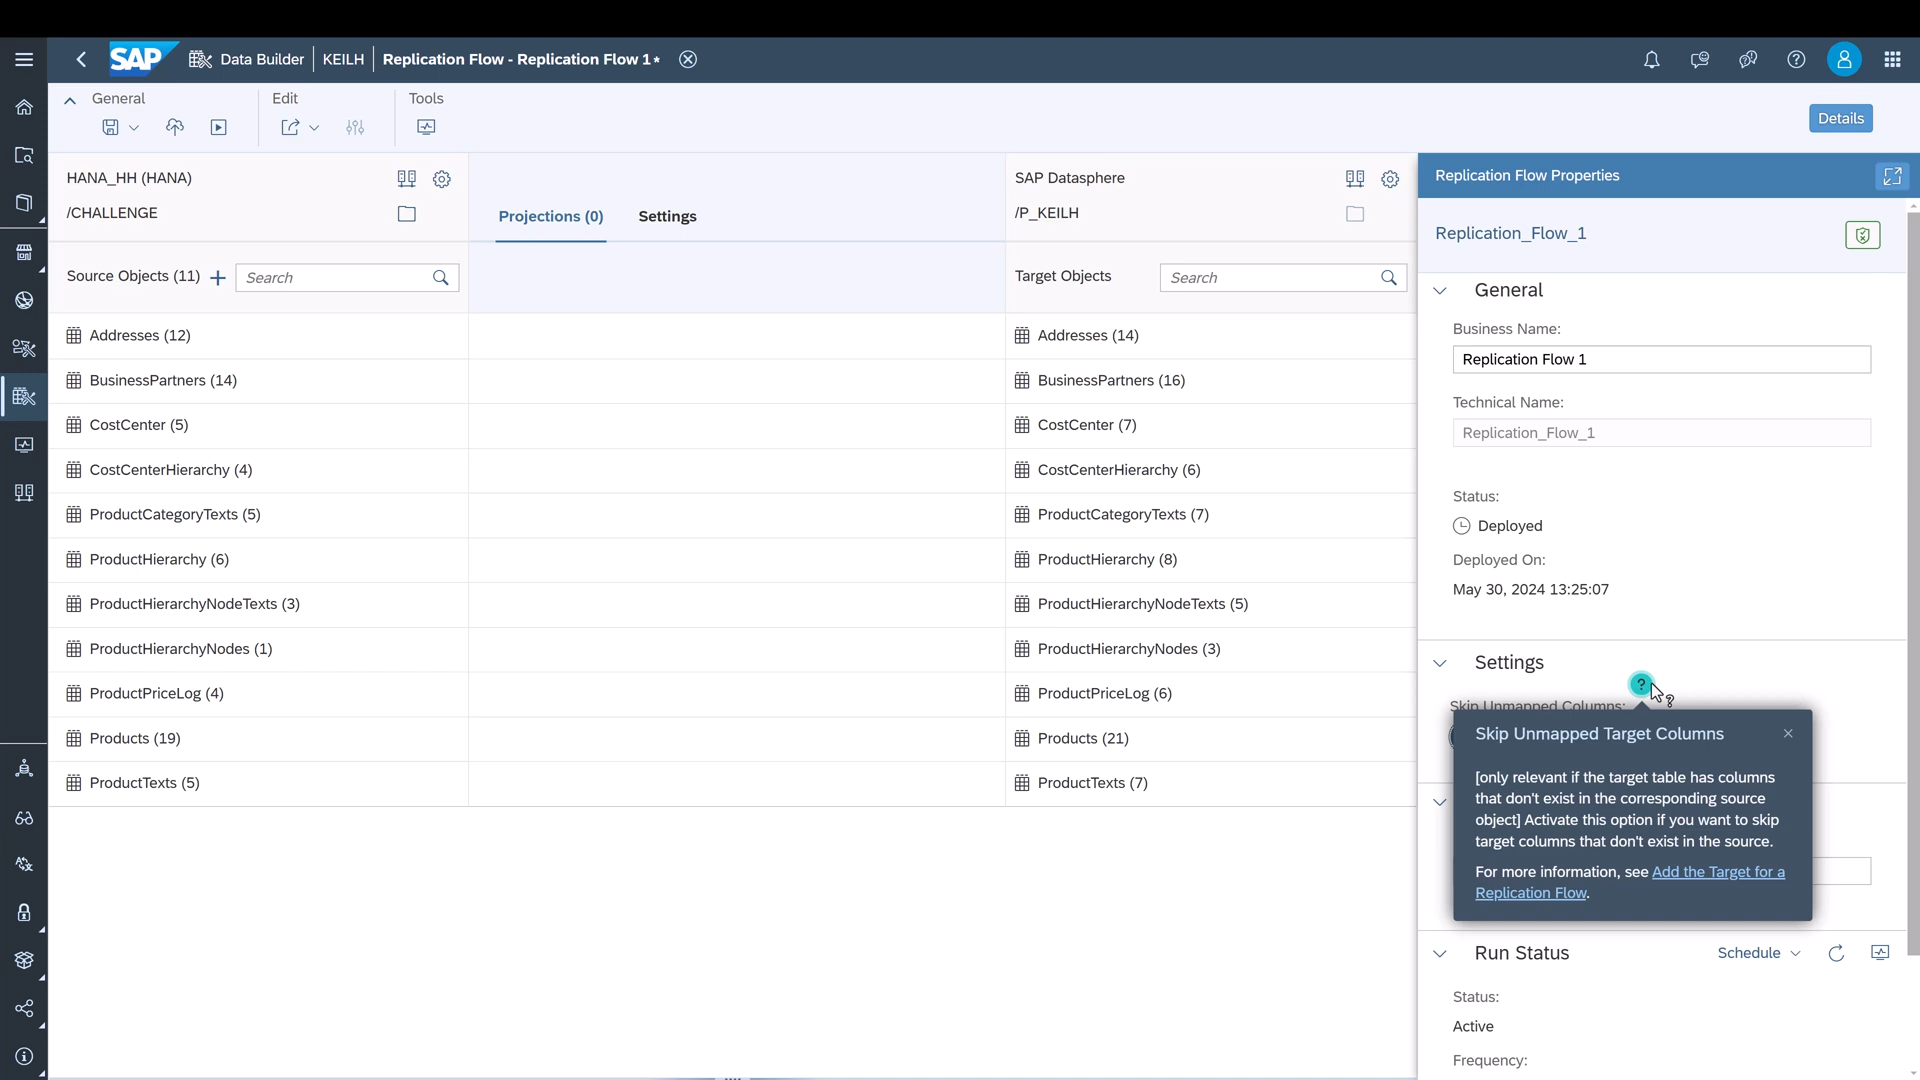 SAP Data Builder KEILH Replication Flow - Replication Flow 1*
General Edit Tools
Details
HANA_HH (HANA)
/CHALLENGE
Projections (0) Settings
SAP Datasphere
/P_KEILH
Source Objects (11) Search
Target Objects Search
Addresses (12) Addresses (14)
BusinessPartners (14) BusinessPartners (16)
CostCenter (5) CostCenter (7)
CostCenterHierarchy (4) CostCenterHierarchy (6)
ProductCategoryTexts (5) ProductCategoryTexts (7)
ProductHierarchy (6) ProductHierarchy (8)
ProductHierarchyNodeTexts (3) ProductHierarchyNodeTexts (5)
ProductHierarchyNodes (1) ProductHierarchyNodes (3)
ProductPriceLog (4) ProductPriceLog (6)
Products (19) Products (21)
ProductTexts (5) ProductTexts (7)
Replication Flow Properties
Replication_Flow_1
General
Business Name:
Replication Flow 1
Technical Name:
Replication_Flow_1
Status:
Deployed
Deployed On:
May 30, 2024 13:25:07
Settings
?
Skip Unmapped Columns:
Skip Unmapped Target Columns
[only relevant if the target table has columns
that don't exist in the corresponding source
object] Activate this option if you want to skip
target columns that don't exist in the source.
For more information, see Add the Target for a
Replication Flow.
Run Status Schedule
Status:
Active
Frequency: